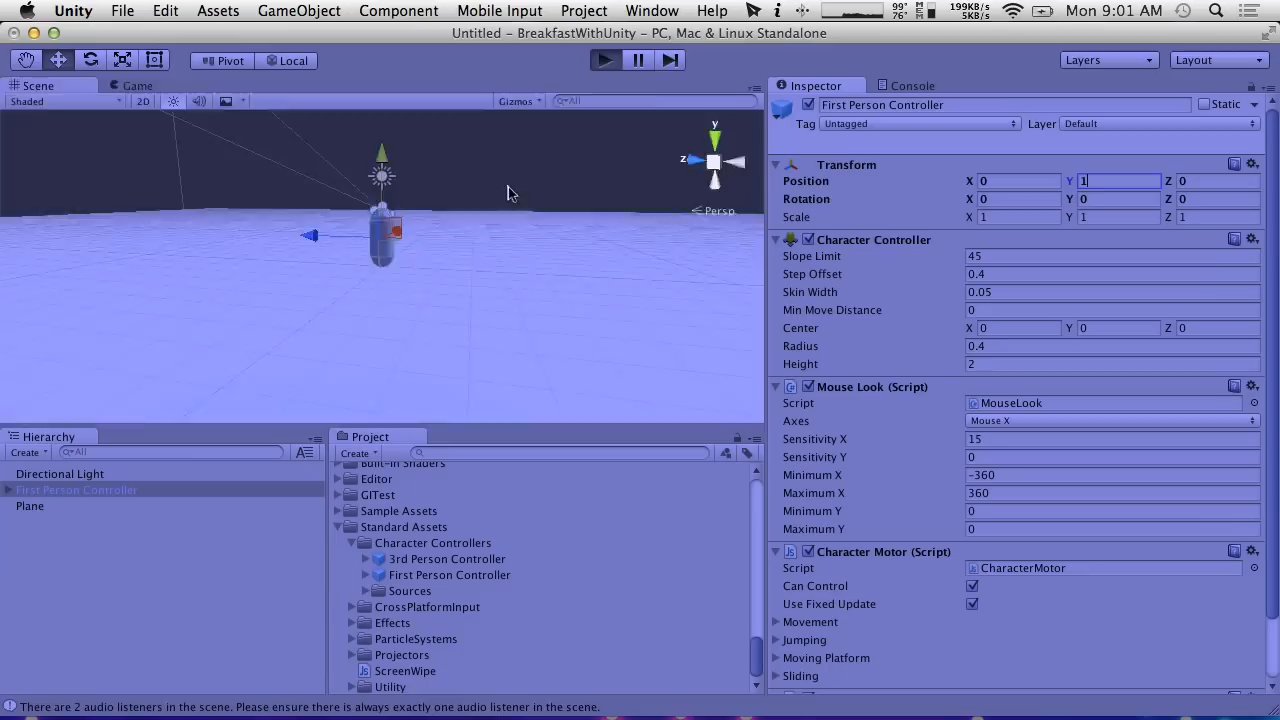 Unity File Edit Assets GameObject Component Mobile Input Project Window Help 99° 76° 199KB/S 5KB/S Mon 9:01 AM
Untitled - BreakfastWithUnity - PC, Mac & Linux Standalone
Pivot Local Layers Layout
Scene Game
Shaded 2D Gizmos All
y
z
Persp
Inspector Console
First Person Controller Static
Tag Untagged Layer Default
Transform
Position X 0 Y 1 Z 0
Rotation X 0 Y 0 Z 0
Scale X 1 Y 1 Z 1
Character Controller
Slope Limit 45
Step Offset 0.4
Skin Width 0.05
Min Move Distance 0
Center X 0 Y 0 Z 0
Radius 0.4
Height 2
Mouse Look (Script)
Script MouseLook
Axes Mouse X
Sensitivity X 15
Sensitivity Y 0
Minimum X -360
Maximum X 360
Minimum Y 0
Maximum Y 0
Character Motor (Script)
Script CharacterMotor
Can Control
Use Fixed Update
Movement
Jumping
Moving Platform
Sliding
Hierarchy
Create All
Directional Light
First Person Controller
Plane
Project
Create
Built-in Shaders
Editor
GITest
Sample Assets
Standard Assets
Character Controllers
3rd Person Controller
First Person Controller
Sources
CrossPlatformInput
Effects
ParticleSystems
Projectors
ScreenWipe
Utility
There are 2 audio listeners in the scene. Please ensure there is always exactly one audio listener in the scene.